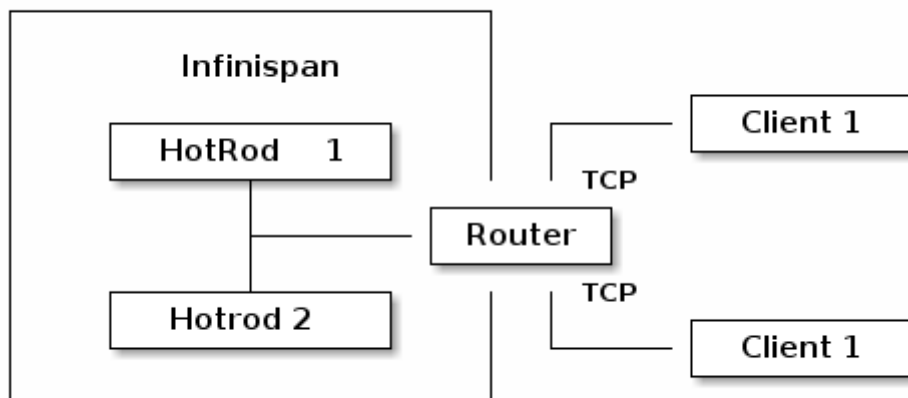 Infinispan
HotRod 1
Client 1
TCP
Router
TCP
Hotrod 2
Client 1